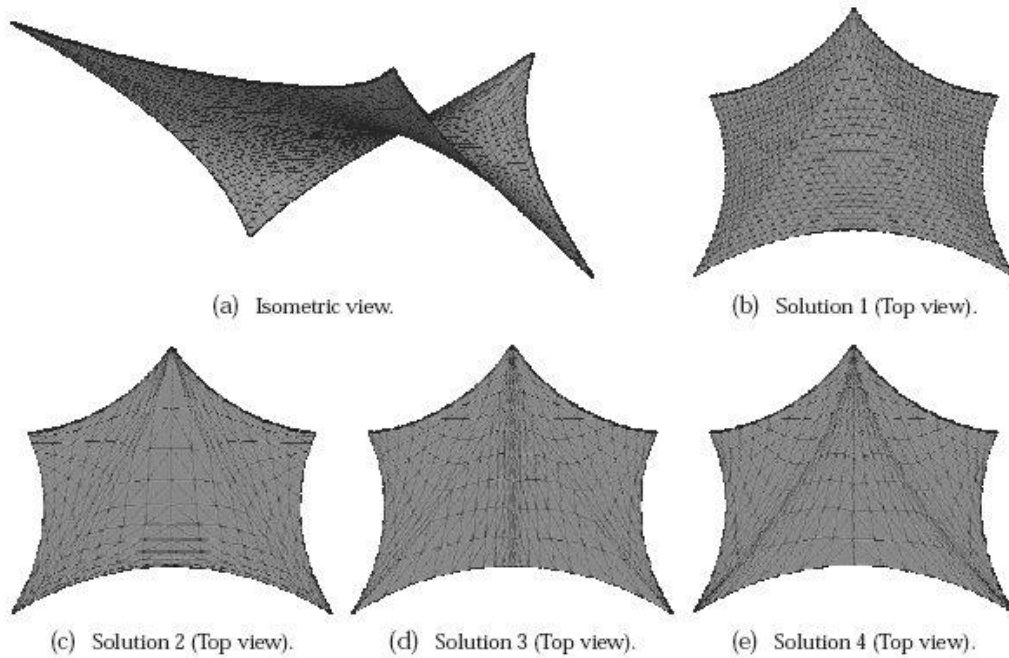 (a) Isometric view.
(b) Solution 1 (Top view).
(c) Solution 2 (Top view).
(d) Solution 3 (Top view).
(e) Solution 4 (Top view).